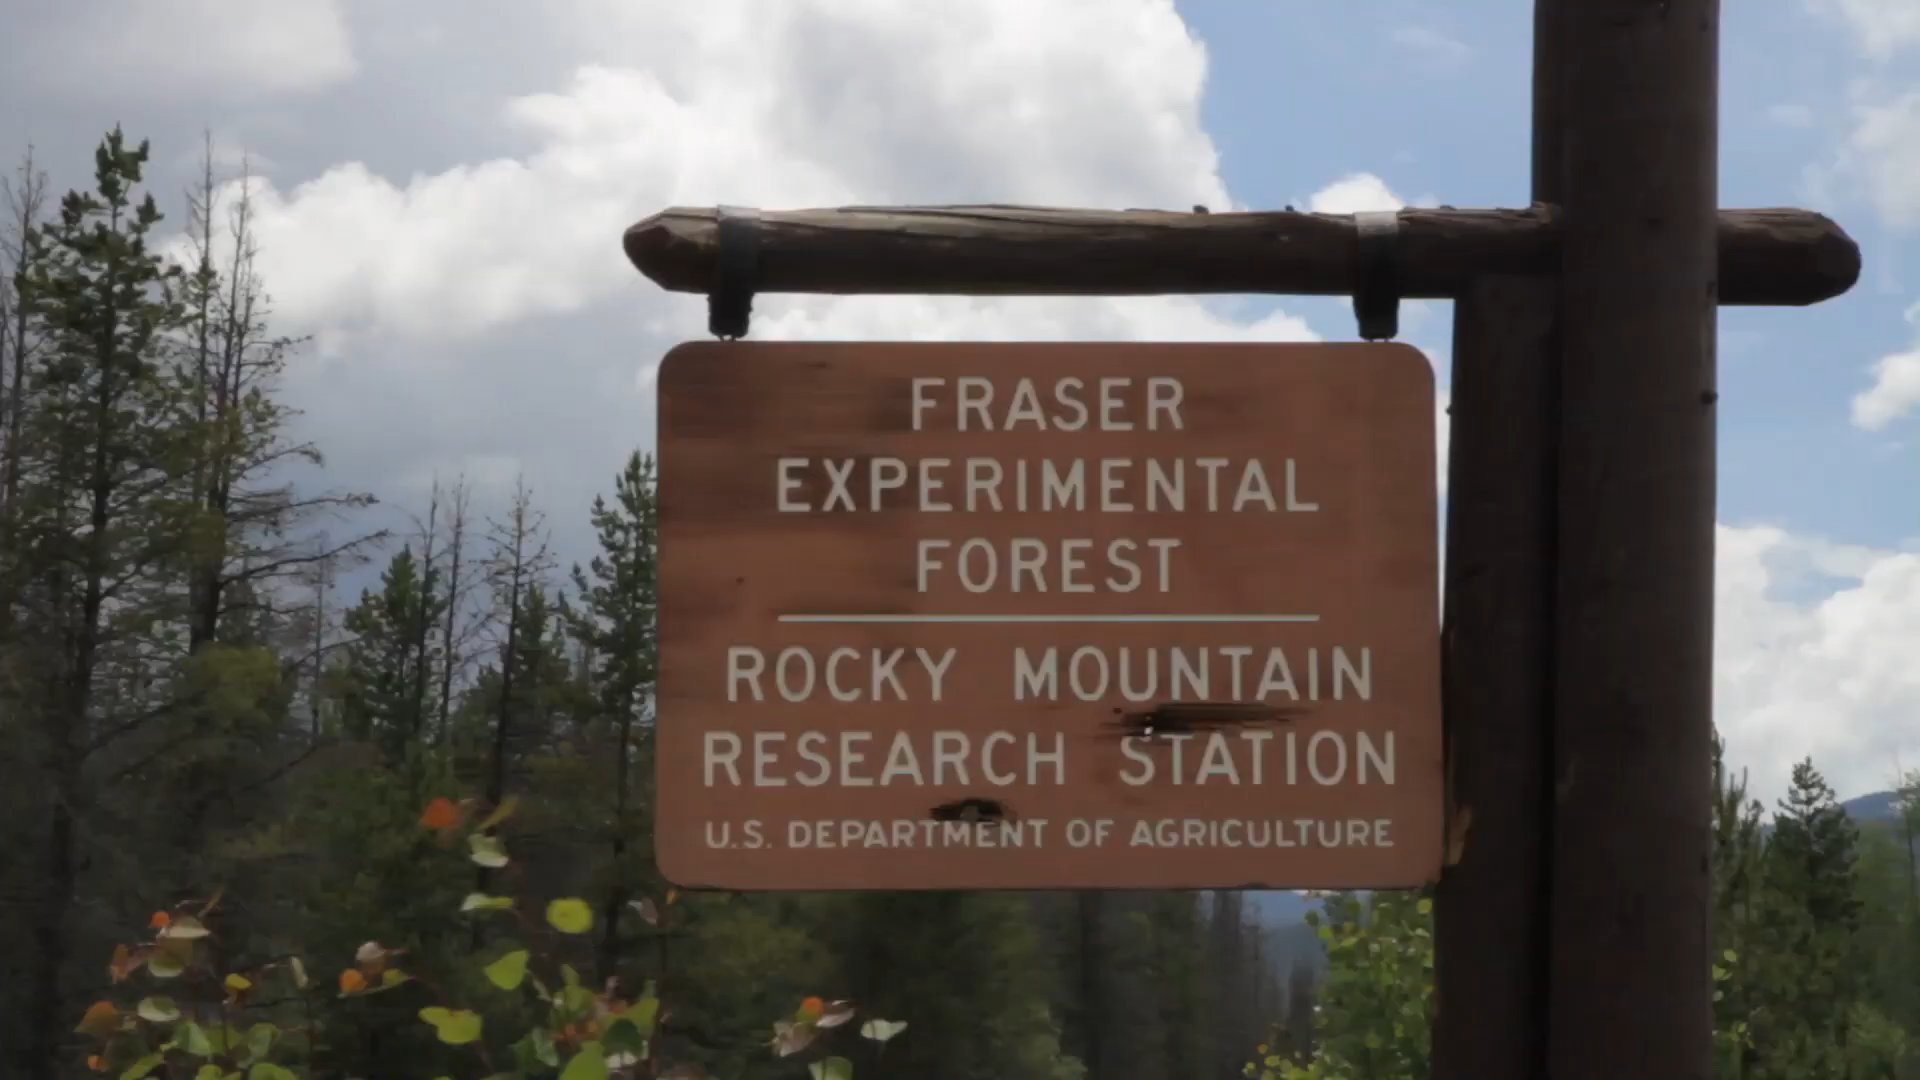 FRASER
EXPERIMENTAL
FOREST
ROCKY MOUNTAIN
RESEARCH STATION
U.S. DEPARTMENT OF AGRICULTURE